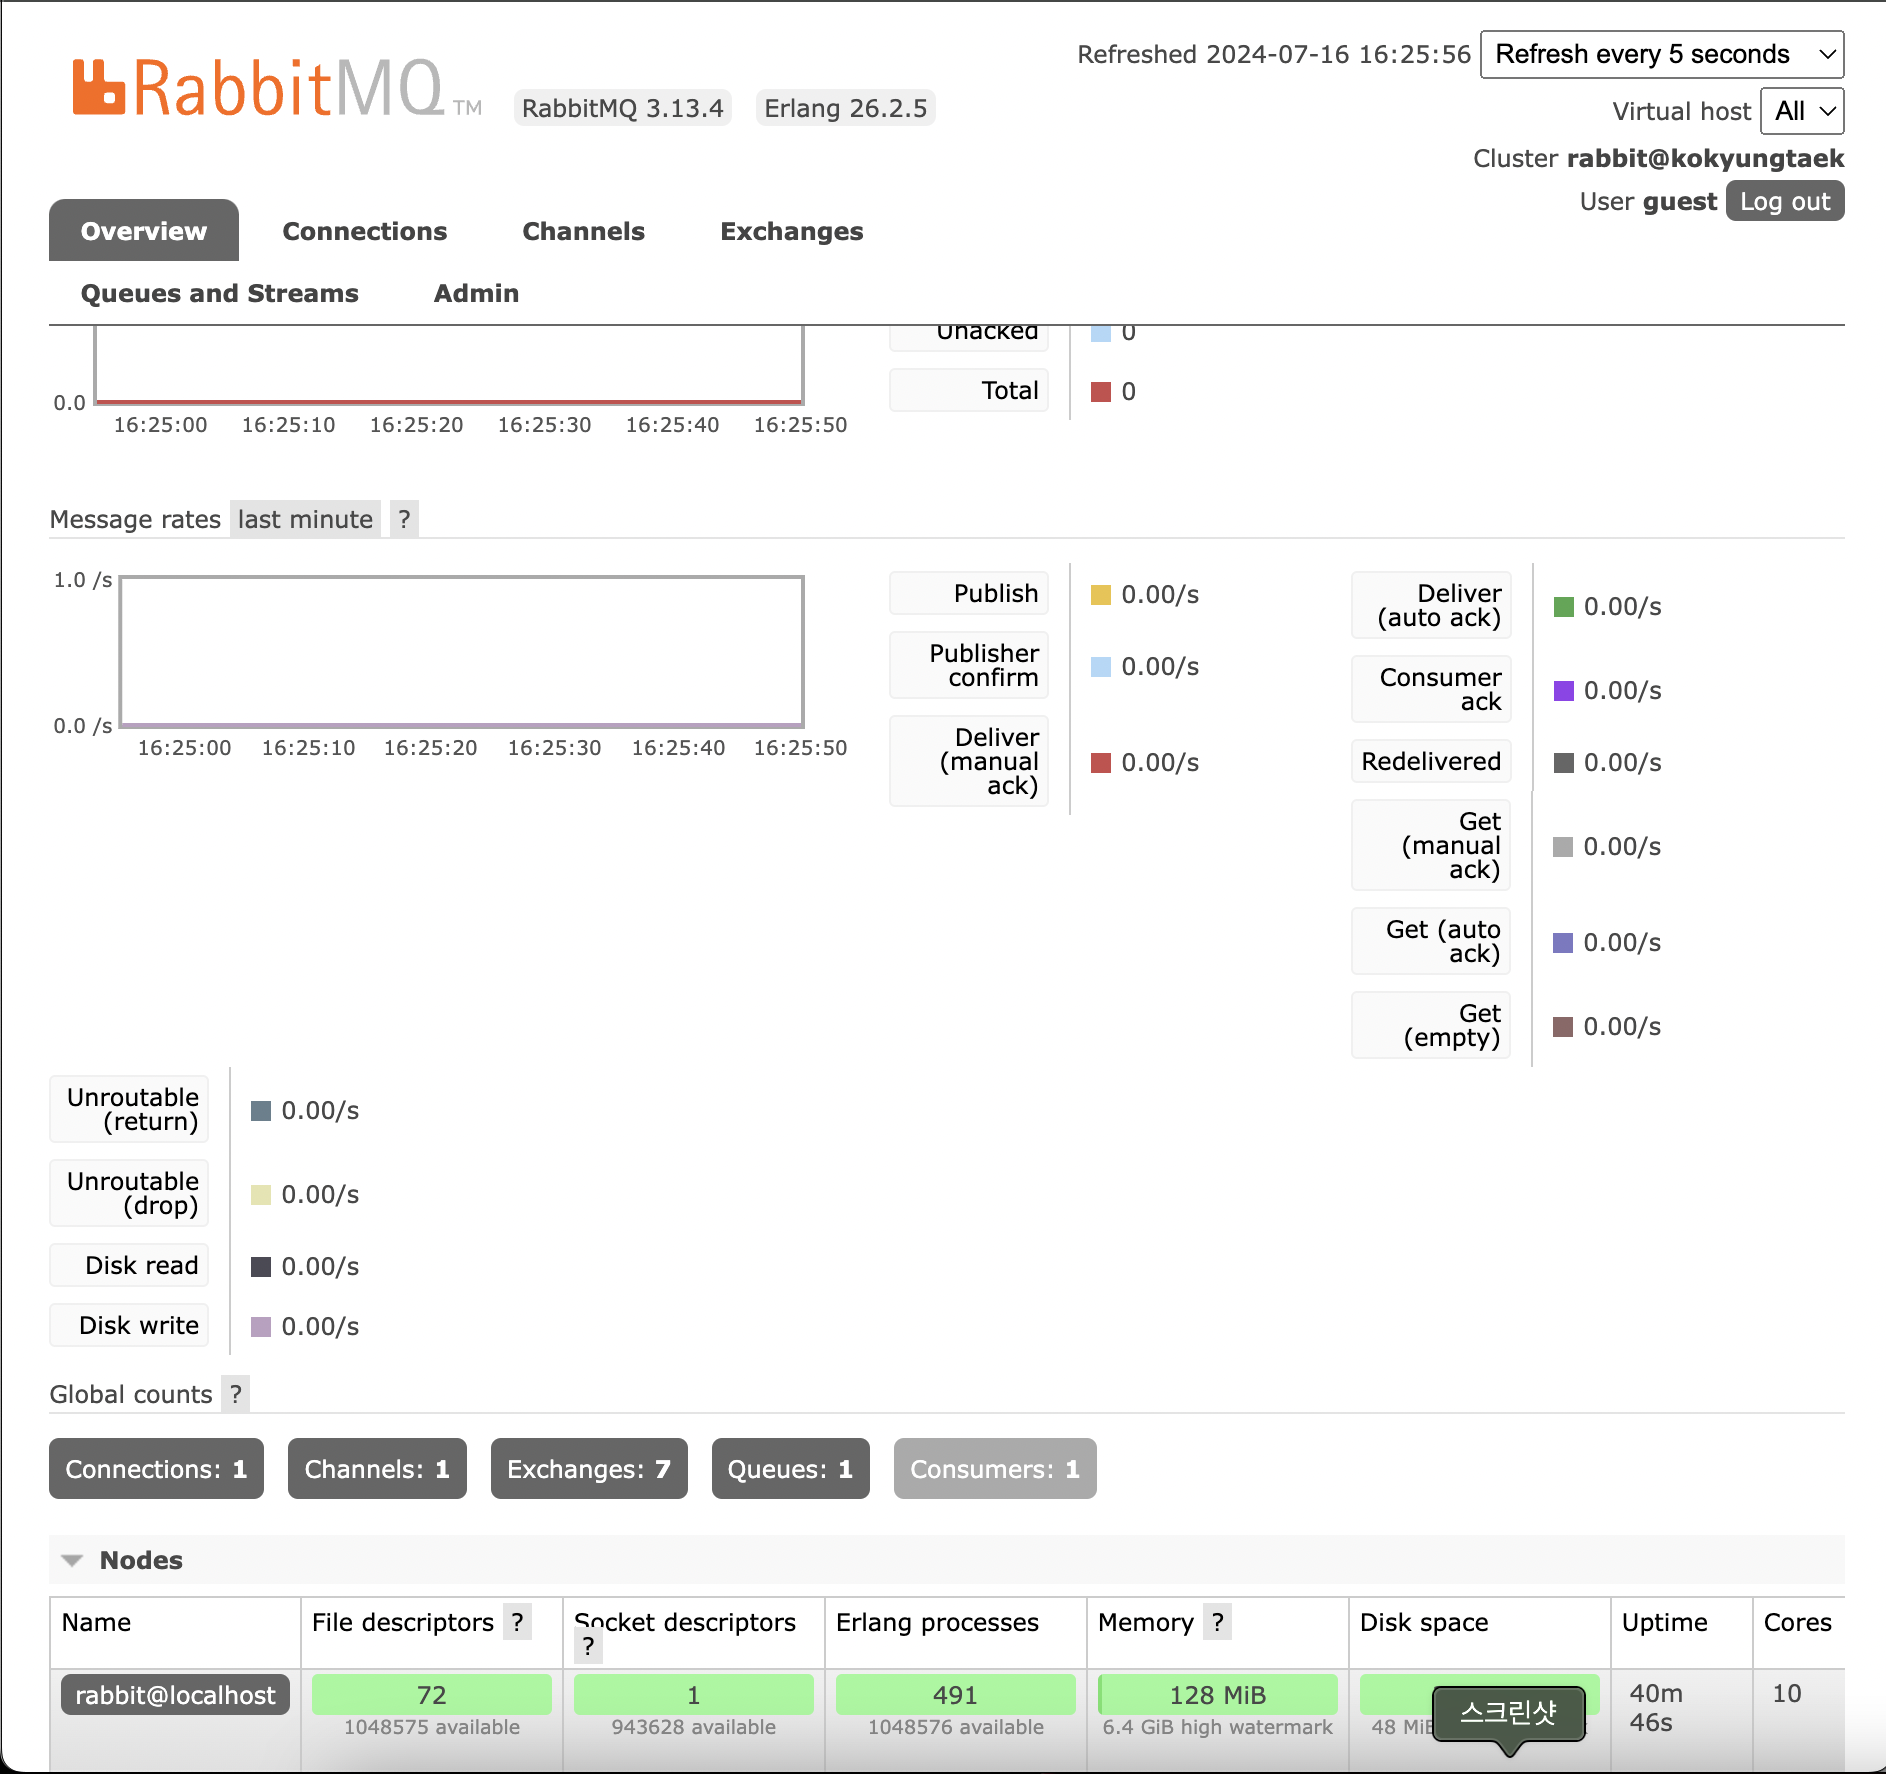 RabbitMQ TM
RabbitMQ 3.13.4
Erlang 26.2.5
Refreshed 2024-07-16 16:25:56
Refresh every 5 seconds
Virtual host All
Cluster rabbit@kokyungtaek
User guest Log out
Overview Connections Channels Exchanges
Queues and Streams Admin
Unacked 0
Total 0
0.0
16:25:00 16:25:10 16:25:20 16:25:30 16:25:40 16:25:50
Message rates last minute ?
1.0 /s
0.0 /s
16:25:00 16:25:10 16:25:20 16:25:30 16:25:40 16:25:50
Publish 0.00/s
Publisher
confirm 0.00/s
Deliver
(manual
ack) 0.00/s
Deliver
(auto ack) 0.00/s
Consumer
ack 0.00/s
Redelivered 0.00/s
Get
(manual
ack) 0.00/s
Get (auto
ack) 0.00/s
Get
(empty) 0.00/s
Unroutable
(return) 0.00/s
Unroutable
(drop) 0.00/s
Disk read 0.00/s
Disk write 0.00/s
Global counts ?
Connections: 1 Channels: 1 Exchanges: 7 Queues: 1 Consumers: 1
Nodes
Name File descriptors ? Socket descriptors ? Erlang processes Memory ? Disk space Uptime Cores
rabbit@localhost 72 1 491 128 MiB 40m 10
1048575 available 943628 available 1048576 available 6.4 GiB high watermark 48 46s
스크린샷